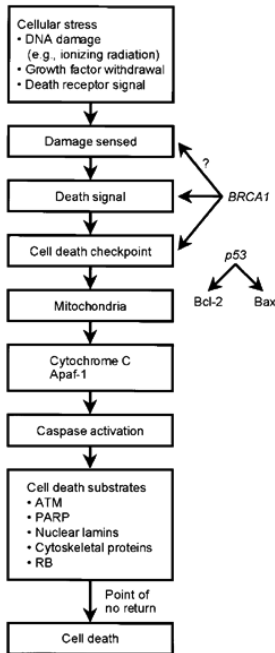 Cellular stress
• DNA damage
(e.g., ionizing radiation)
• Growth factor withdrawal
• Death receptor signal
Damage sensed
?
Death signal
BRCA1
Cell death checkpoint
p53
Mitochondria
Bcl-2 Bax
Cytochrome C
Apaf-1
Caspase activation
Cell death substrates
• ATM
• PARP
• Nuclear lamins
• Cytoskeletal proteins
• RB
Point of
no return
Cell death